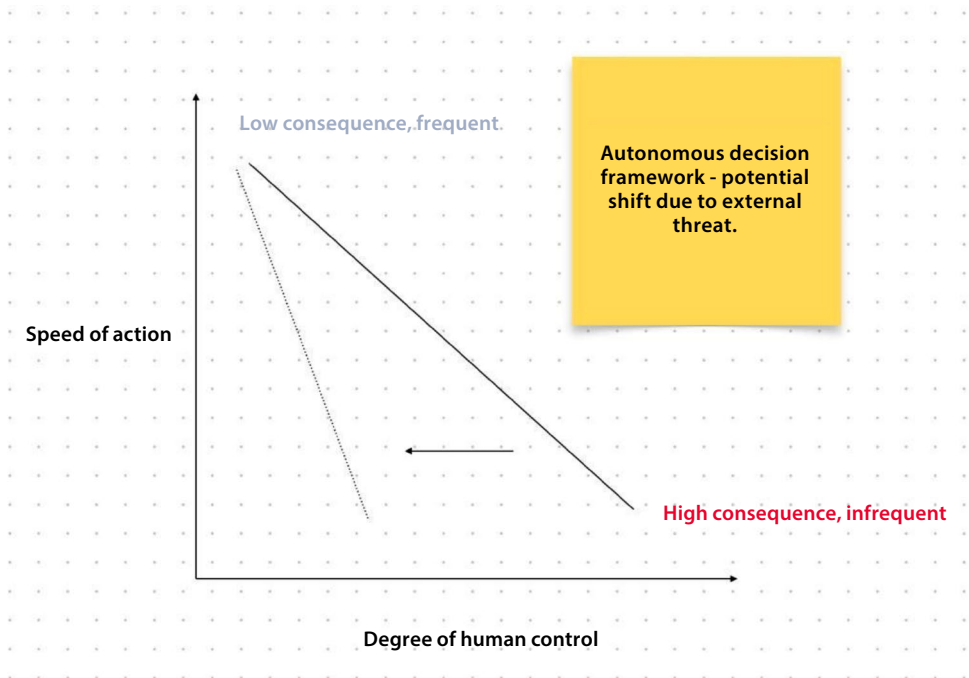 Low consequence, frequent
Autonomous decision
framework - potential
shift due to external
threat.
Speed of action
High consequence, infrequent
Degree of human control